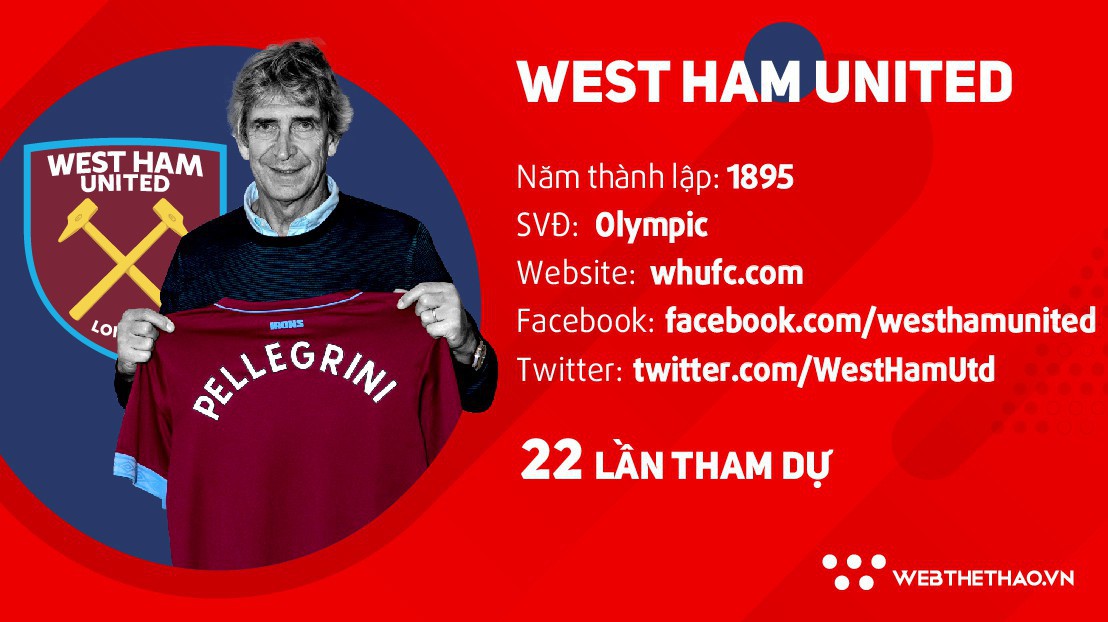 WEST HAM UNITED
Năm thành lập: 1895
SVĐ: Olympic
Website: whufc.com
Facebook: facebook.com/westhamunited
Twitter: twitter.com/WestHamUtd
22 LẦN THAM DỰ
WEST HAM
UNITED
IRONS
PELLEGRINI
WEBTHETHAO.VN